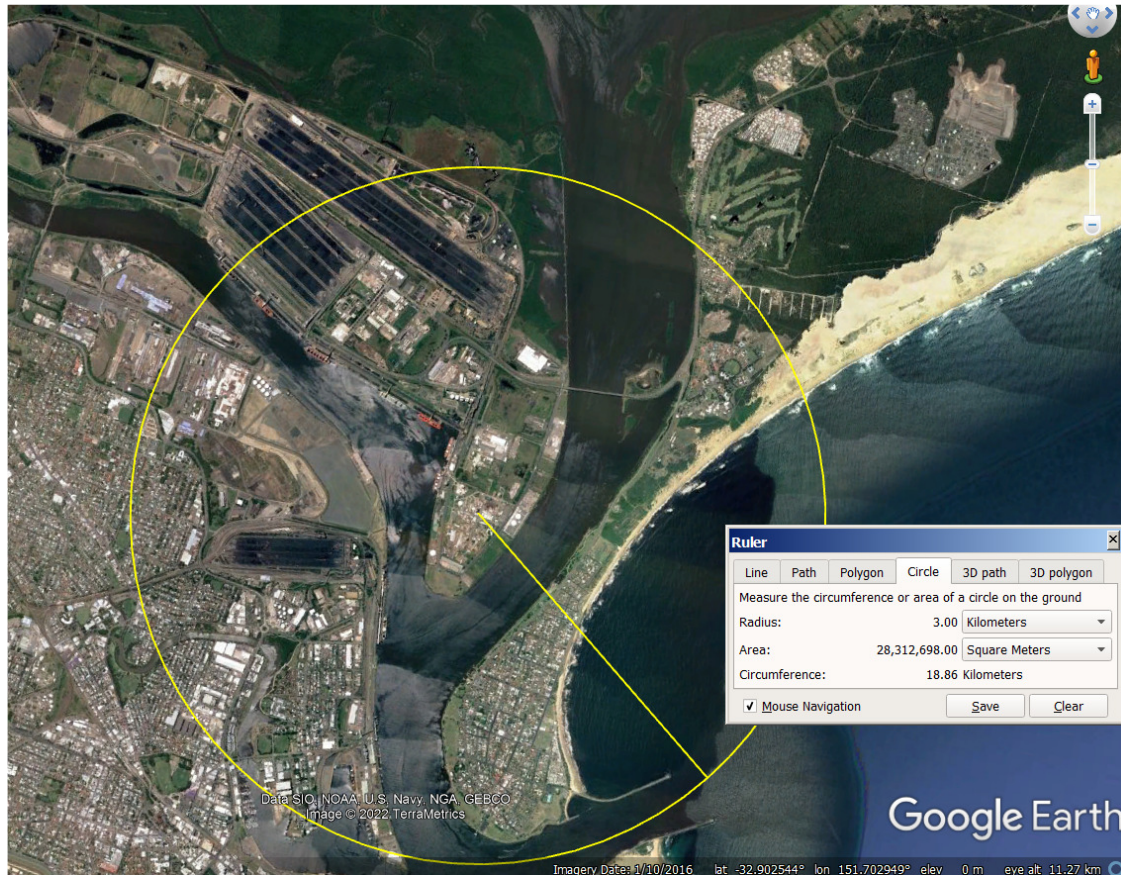 Ruler
Line Path Polygon Circle 3D path 3D polygon
Measure the circumference or area of a circle on the ground
Radius: 3.00 Kilometers
Area: 28,312,698.00 Square Meters
Circumference: 18.86 Kilometers
Mouse Navigation Save Clear
Data SIO, NOAA, U.S. Navy, NGA, GEBCO
Image © 2022 TerraMetrics
Google Earth
Imagery Date: 1/10/2016 lat -32.902544° lon 151.702949° elev 0 m eye alt 11.27 km